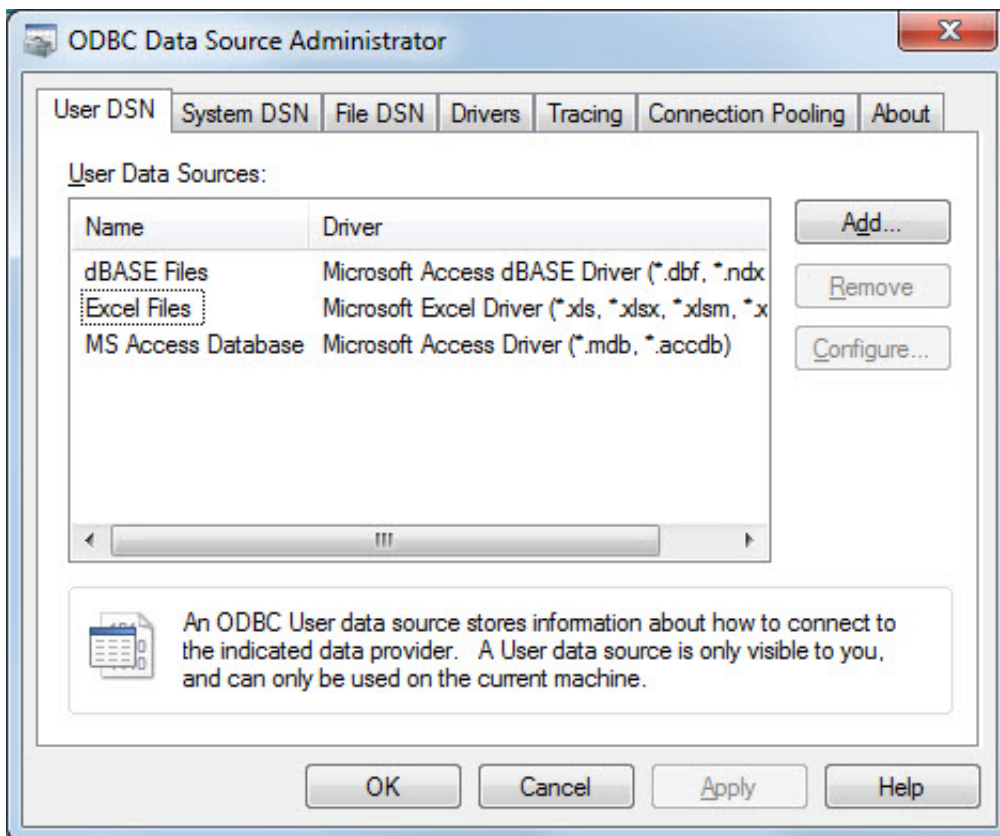 ODBC Data Source Administrator
User DSN System DSN File DSN Drivers Tracing Connection Pooling About
User Data Sources:
Name Driver
dBASE Files Microsoft Access dBASE Driver (*.dbf, *.ndx
Excel Files Microsoft Excel Driver (*.xls, *.xlsx, *.xlsm, *.x
MS Access Database Microsoft Access Driver (*.mdb, *.accdb)
Add...
Remove
Configure...
An ODBC User data source stores information about how to connect to
the indicated data provider. A User data source is only visible to you,
and can only be used on the current machine.
OK Cancel Apply Help